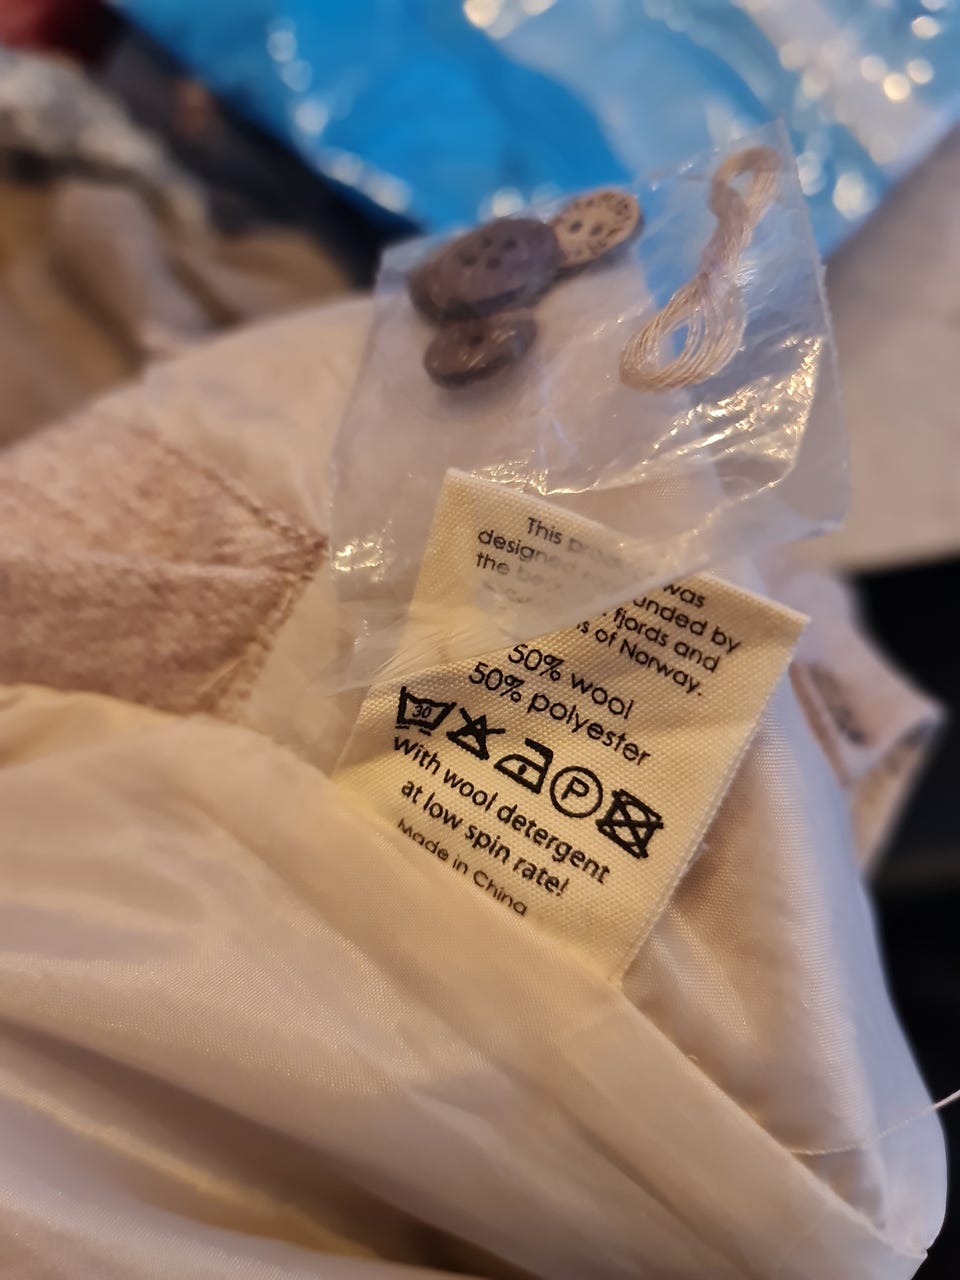 This was
designed unded by
the fjords and
s of Norway.
50% wool
50% polyester
30 P
With wool detergent
at low spin rate!
Made in China